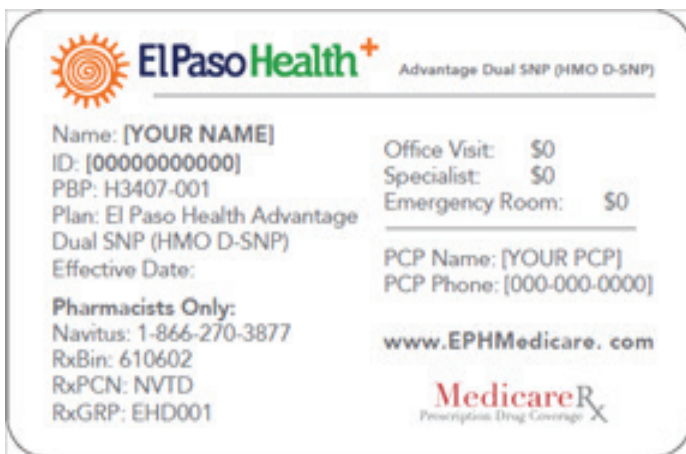 ElPasoHealth+
Advantage Dual SNP (HMO D-SNP)
Name: [YOUR NAME]
ID: [00000000000]
PBP: H3407-001
Plan: El Paso Health Advantage
Dual SNP (HMO D-SNP)
Effective Date:
Pharmacists Only:
Navitus: 1-866-270-3877
RxBin: 610602
RxPCN: NVTD
RxGRP: EHD001
Office Visit: $0
Specialist: $0
Emergency Room: $0
PCP Name: [YOUR PCP]
PCP Phone: [000-000-0000]
www.EPHMedicare. com
MedicareRx
Prescription Drug Coverage